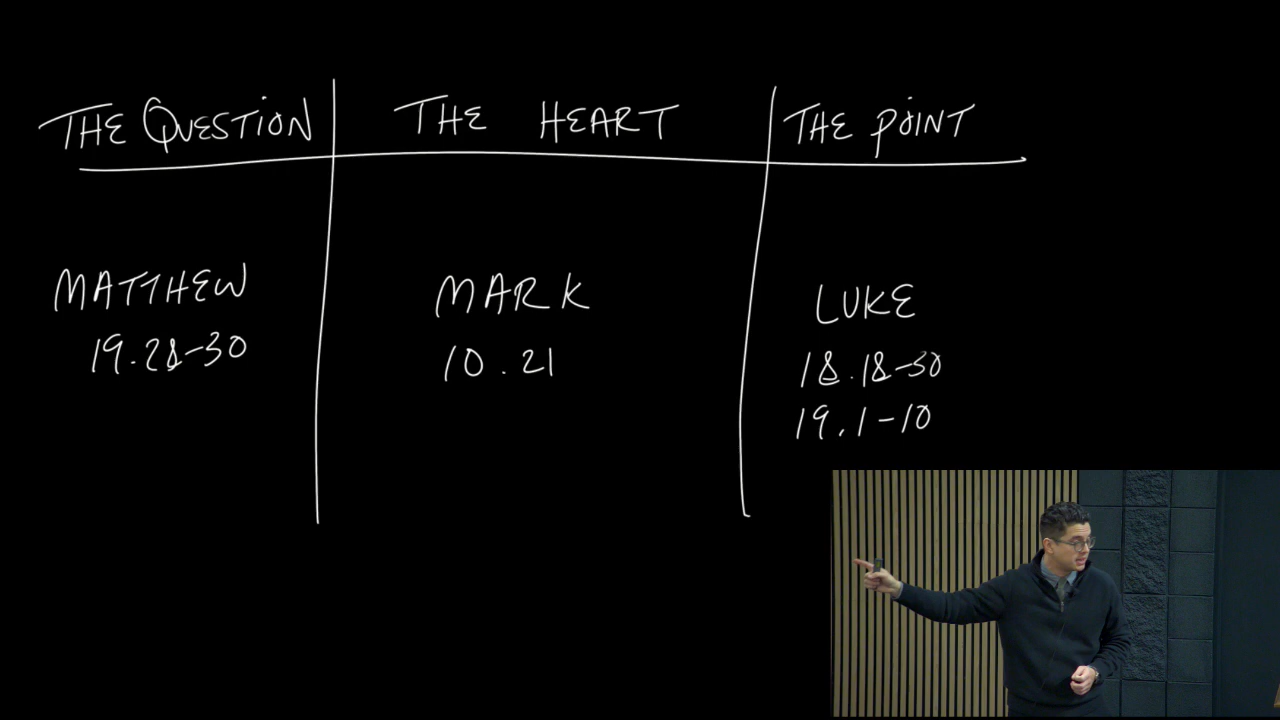 THE QUESTION
THE HEART
THE POINT
MATTHEW
19.28-30
MARK
10.21
LUKE
18.18-30
19.1-10